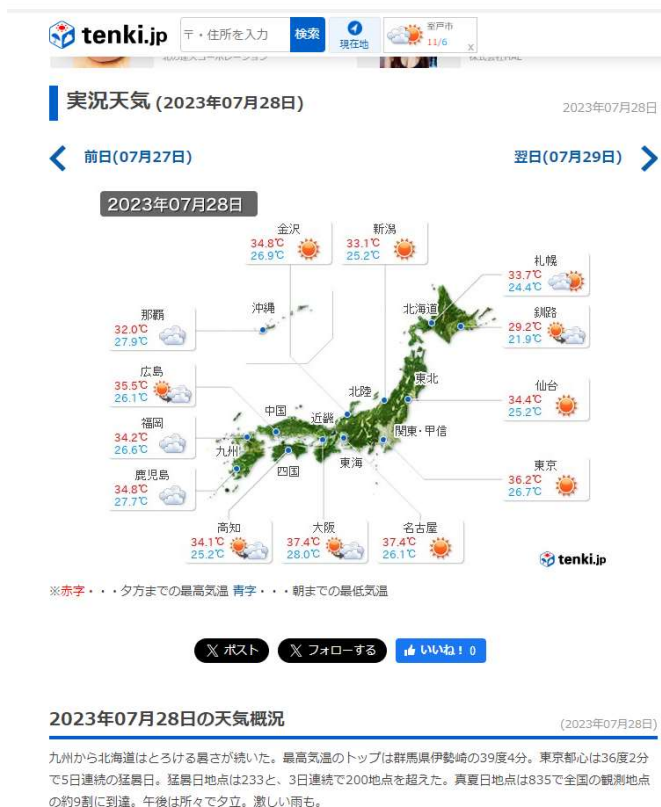 tenki.jp
〒・住所を入力
検索
現在地
室戸市
11/6
x
実況天気 (2023年07月28日)
2023年07月28日
前日(07月27日)
翌日(07月29日)
2023年07月28日
金沢
34.8℃
26.9℃
新潟
33.1℃
25.2℃
札幌
33.7℃
24.4℃
那覇
32.0℃
27.9℃
沖縄
北海道
釧路
29.2℃
21.9℃
広島
35.5℃
26.1℃
東北
北陸
仙台
34.4℃
25.2℃
福岡
34.2℃
26.6℃
中国
近畿
関東・甲信
九州
四国
東海
鹿児島
34.8℃
27.7℃
東京
36.2℃
26.7℃
高知
34.1℃
25.2℃
大阪
37.4℃
28.0℃
名古屋
37.4℃
26.1℃
tenki.jp
※赤字・・・夕方までの最高気温 青字・・・朝までの最低気温
X ポスト
X フォローする
いいね！0
2023年07月28日の天気概況
(2023年07月28日)
九州から北海道はとろける暑さが続いた。最高気温のトップは群馬県伊勢崎の39度4分。東京都心は36度2分
で5日連続の猛暑日。猛暑日地点は233と、3日連続で200地点を超えた。真夏日地点は835で全国の観測地点
の約9割に到達。午後は所々で夕立。激しい雨も。